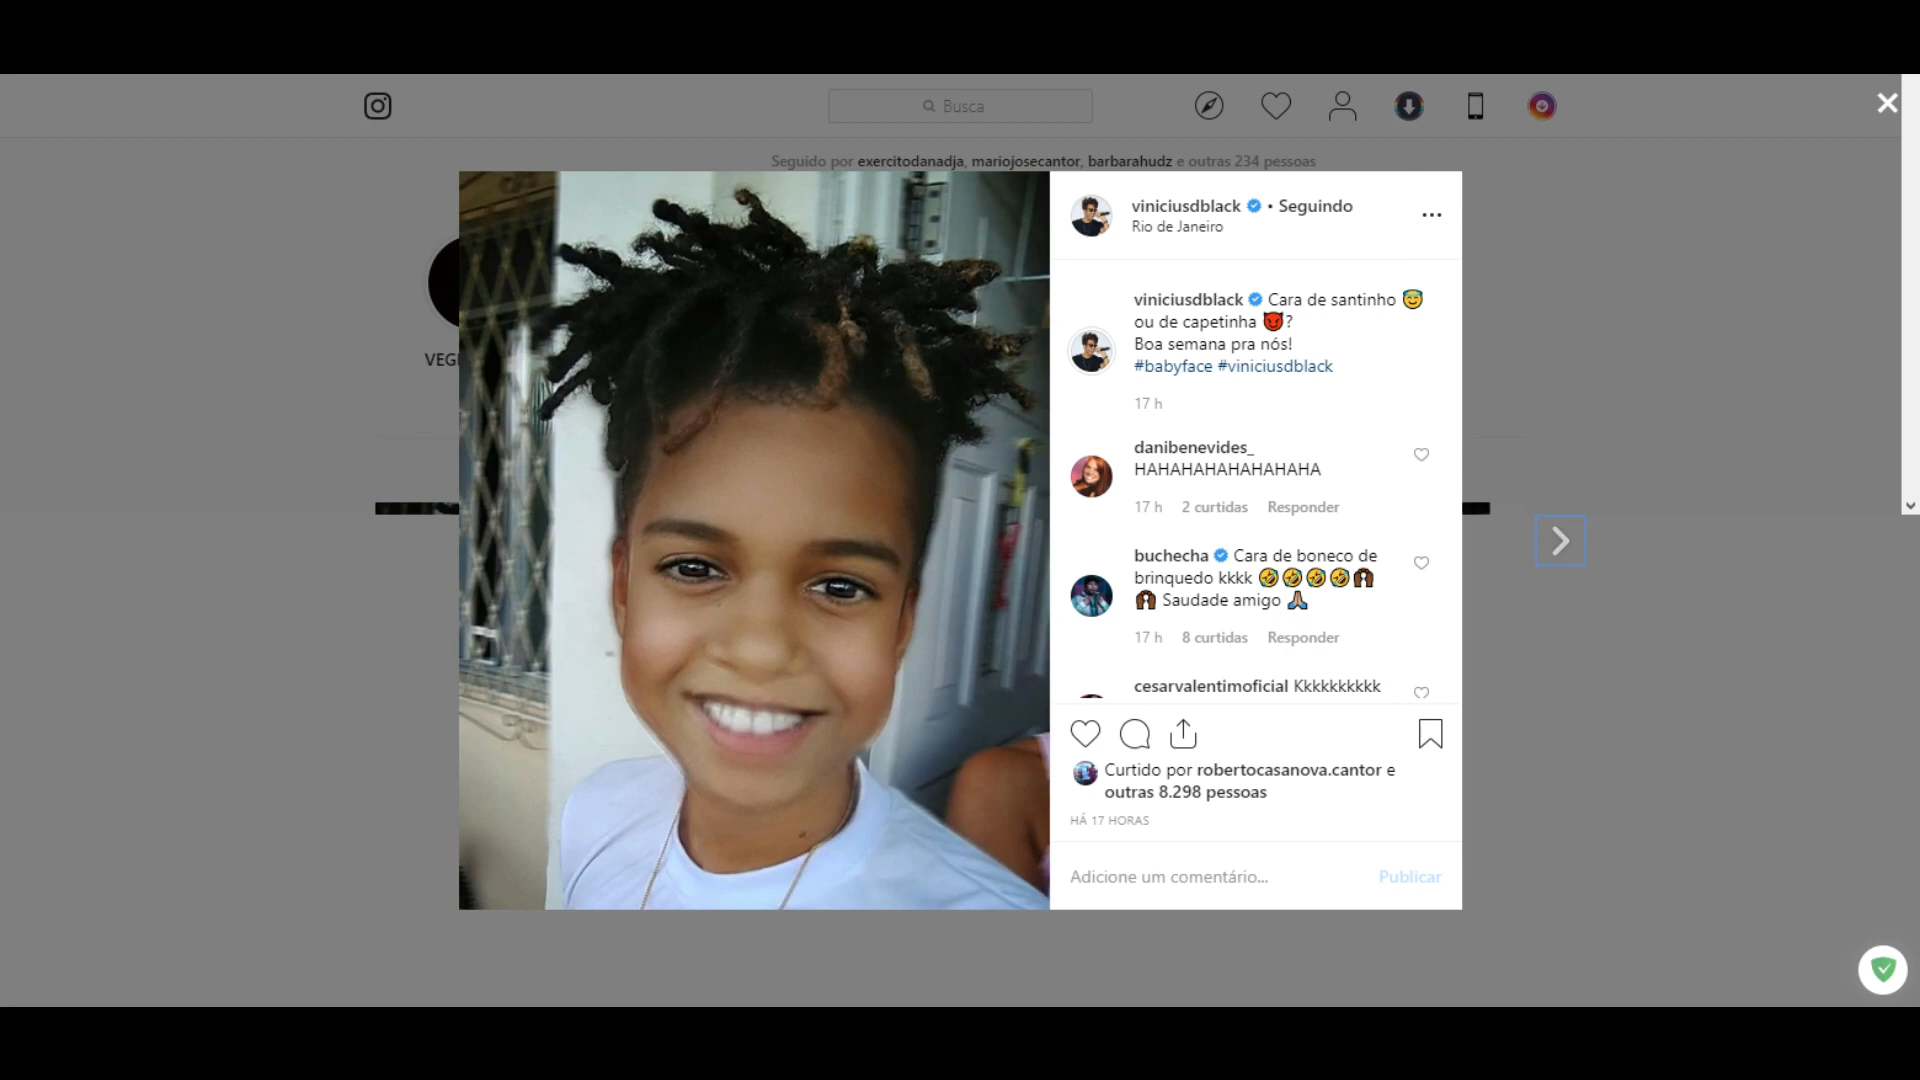 Busca
Seguido por exercitodanadja, mariojosecantor, barbarahudz e outras 234 pessoas
viniciusdblack • Seguindo
Rio de Janeiro
viniciusdblack Cara de santinho 😇
ou de capetinha 😈?
Boa semana pra nós!
#babyface #viniciusdblack
17 h
danibenevides_
HAHAHAHAHAHAHAHA
17 h 2 curtidas Responder
buchecha Cara de boneco de
brinquedo kkkk 🤣🤣🤣🤣🙌🏾
🙌🏾 Saudade amigo 🙏🏽
17 h 8 curtidas Responder
cesarvalentimoficial Kkkkkkkkkk
Curtido por robertocasanova.cantor e
outras 8.298 pessoas
HÁ 17 HORAS
Adicione um comentário... Publicar